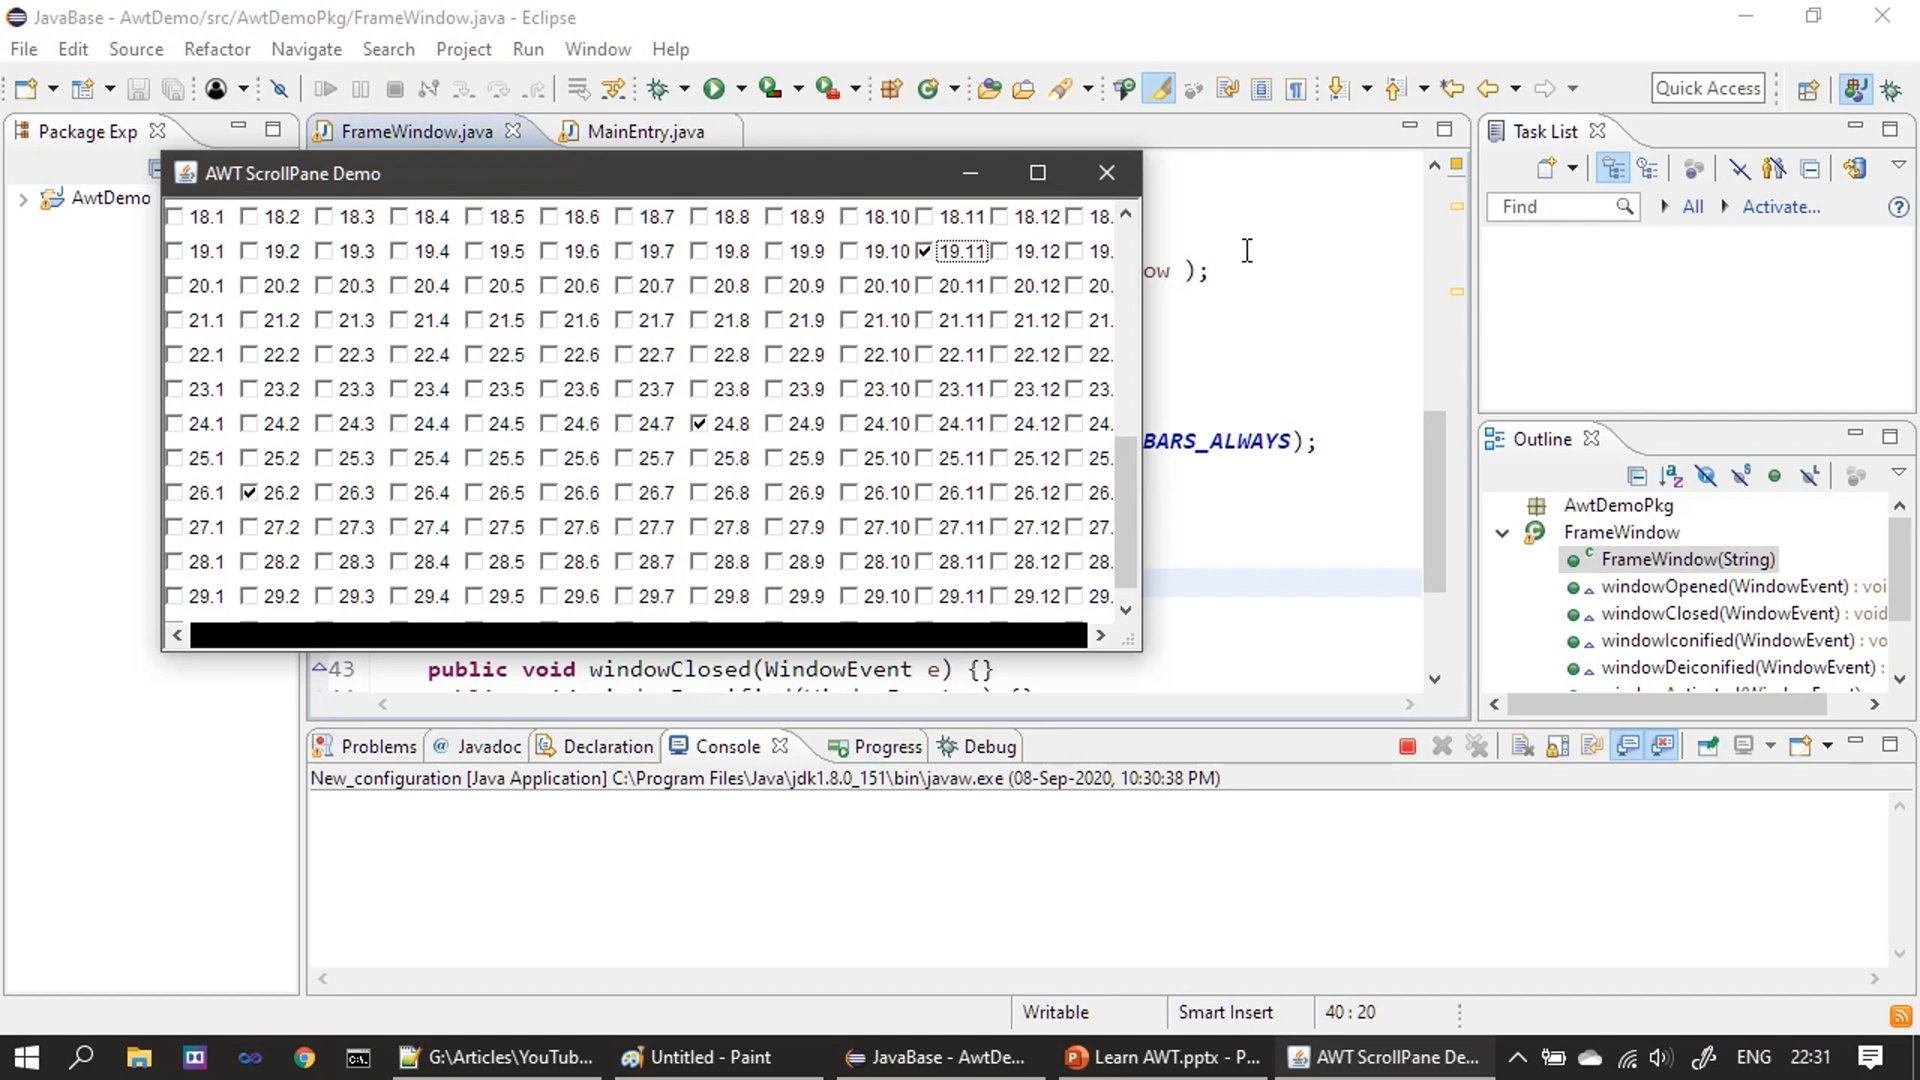 JavaBase - AwtDemo/src/AwtDemoPkg/FrameWindow.java - Eclipse
File Edit Source Refactor Navigate Search Project Run Window Help
Quick Access
Package Exp
FrameWindow.java
MainEntry.java
Task List
AwtDemo
AWT ScrollPane Demo
Find
All
Activate...
18.1 18.2 18.3 18.4 18.5 18.6 18.7 18.8 18.9 18.10 18.11 18.12 18.
19.1 19.2 19.3 19.4 19.5 19.6 19.7 19.8 19.9 19.10 19.11 19.12 19.
20.1 20.2 20.3 20.4 20.5 20.6 20.7 20.8 20.9 20.10 20.11 20.12 20.
21.1 21.2 21.3 21.4 21.5 21.6 21.7 21.8 21.9 21.10 21.11 21.12 21.
22.1 22.2 22.3 22.4 22.5 22.6 22.7 22.8 22.9 22.10 22.11 22.12 22.
23.1 23.2 23.3 23.4 23.5 23.6 23.7 23.8 23.9 23.10 23.11 23.12 23.
24.1 24.2 24.3 24.4 24.5 24.6 24.7 24.8 24.9 24.10 24.11 24.12 24.
25.1 25.2 25.3 25.4 25.5 25.6 25.7 25.8 25.9 25.10 25.11 25.12 25.
26.1 26.2 26.3 26.4 26.5 26.6 26.7 26.8 26.9 26.10 26.11 26.12 26.
27.1 27.2 27.3 27.4 27.5 27.6 27.7 27.8 27.9 27.10 27.11 27.12 27.
28.1 28.2 28.3 28.4 28.5 28.6 28.7 28.8 28.9 28.10 28.11 28.12 28.
29.1 29.2 29.3 29.4 29.5 29.6 29.7 29.8 29.9 29.10 29.11 29.12 29.
ow );
BARS_ALWAYS);
43 public void windowClosed(WindowEvent e) {}
Outline
AwtDemoPkg
FrameWindow
FrameWindow(String)
windowOpened(WindowEvent) : voi
windowClosed(WindowEvent) : void
windowIconified(WindowEvent) : vo
windowDeiconified(WindowEvent) :
Problems
Javadoc
Declaration
Console
Progress
Debug
New_configuration [Java Application] C:\Program Files\Java\jdk1.8.0_151\bin\javaw.exe (08-Sep-2020, 10:30:38 PM)
Writable
Smart Insert
40 : 20
G:\Articles\YouTub...
Untitled - Paint
JavaBase - AwtDe...
Learn AWT.pptx - P...
AWT ScrollPane De...
ENG
22:31